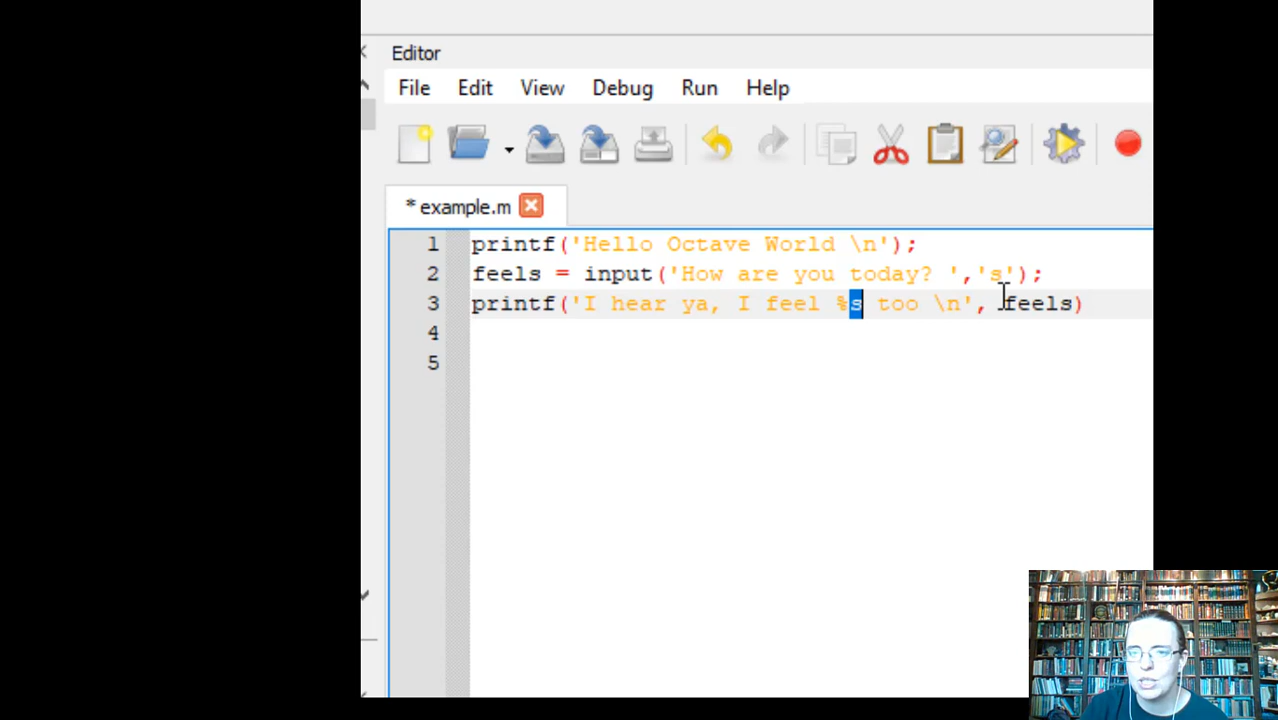 Editor
File Edit View Debug Run Help
* example.m
1 printf('Hello Octave World \n');
2 feels = input('How are you today? ','s');
3 printf('I hear ya, I feel %s too \n', feels)
4
5